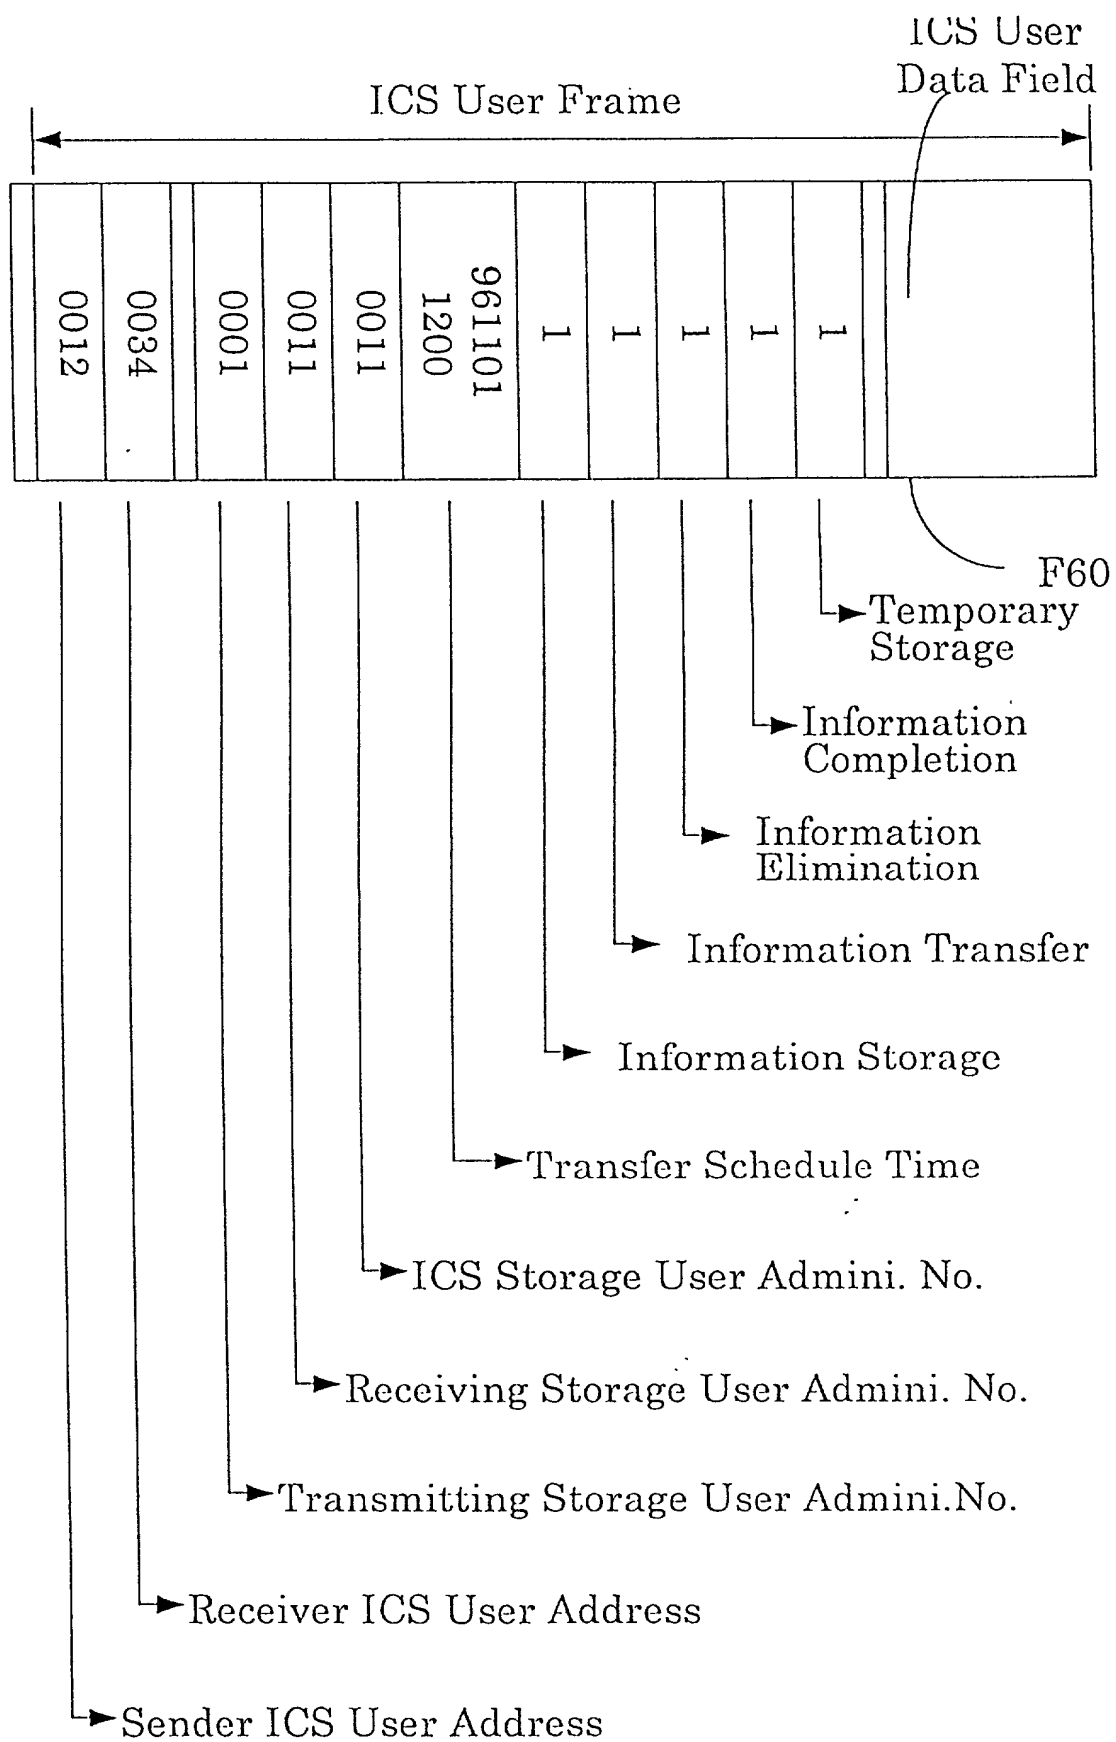 ICS User
Data Field
ICS User Frame
0012
0034
0001
0011
0011
961101
1200
1
1
1
1
1
F60
Temporary
Storage
Information
Completion
Information
Elimination
Information Transfer
Information Storage
Transfer Schedule Time
ICS Storage User Admini. No.
Receiving Storage User Admini. No.
Transmitting Storage User Admini.No.
Receiver ICS User Address
Sender ICS User Address